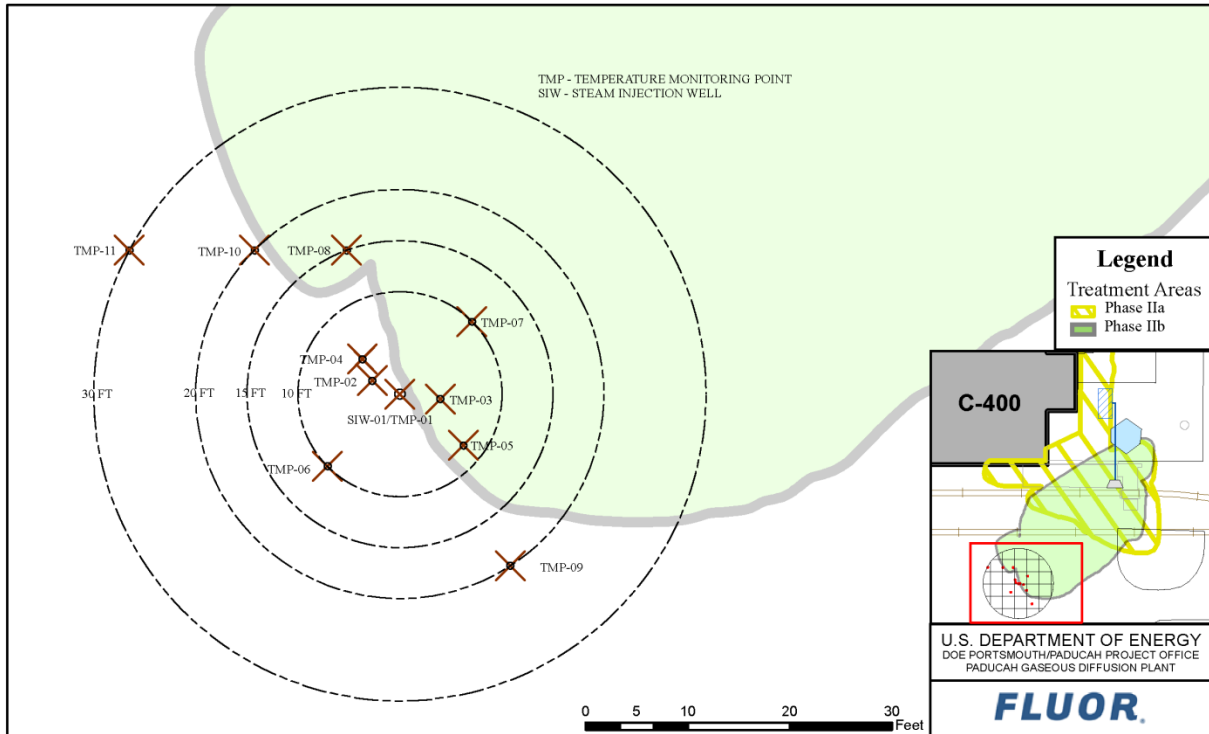 TMP - TEMPERATURE MONITORING POINT
SIW - STEAM INJECTION WELL
TMP-11
TMP-10
TMP-08
TMP-07
TMP-04
TMP-02
30 FT
20 FT
15 FT
10 FT
TMP-03
SIW-01/TMP-01
TMP-05
TMP-06
TMP-09
Legend
Treatment Areas
Phase IIa
Phase IIb
C-400
U.S. DEPARTMENT OF ENERGY
DOE PORTSMOUTH/PADUCAH PROJECT OFFICE
PADUCAH GASEOUS DIFFUSION PLANT
FLUOR®
0 5 10 20 30
Feet